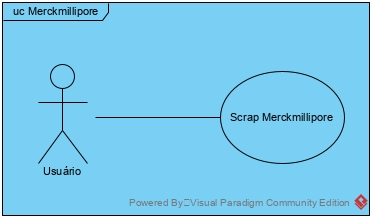 uc Merckmillipore
Scrap Merckmillipore
Usuário
Powered By Visual Paradigm Community Edition